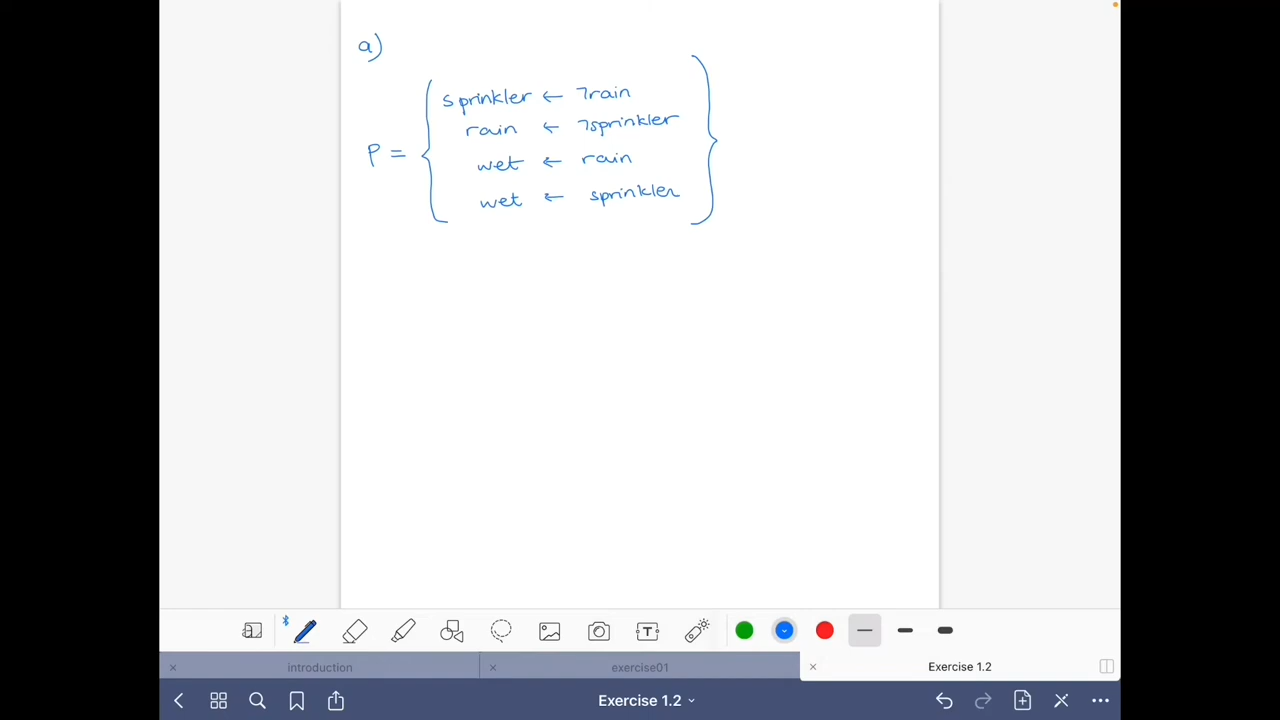 a)
sprinkler ← ¬rain
rain ← ¬sprinkler
P =
wet ← rain
wet ← sprinkler
T
introduction
exercise01
Exercise 1.2
Exercise 1.2